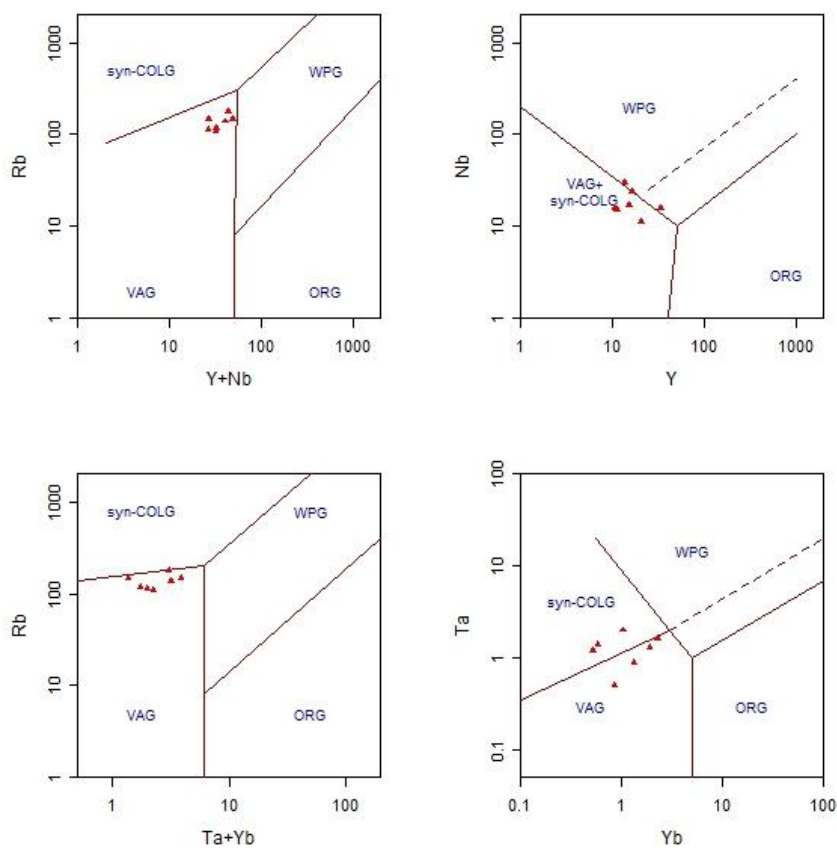 1000
100
10
1
Rb
syn-COLG
WPG
VAG
ORG
1
10
100
1000
Y+Nb
1000
100
10
1
Nb
WPG
VAG+
syn-COLG
ORG
1
10
100
1000
Y
1000
100
10
1
Rb
syn-COLG
WPG
VAG
ORG
1
10
100
Ta+Yb
100
10
1
0.1
Ta
WPG
syn-COLG
VAG
ORG
0.1
1
10
100
Yb